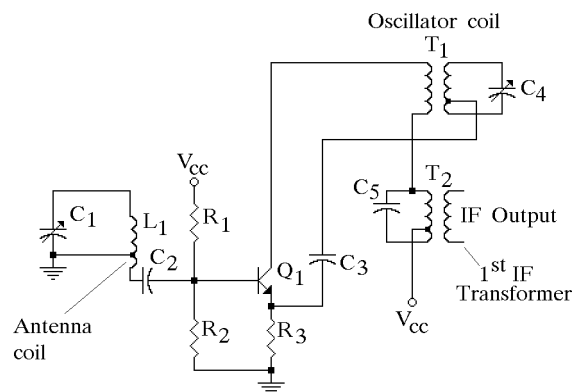 Oscillator coil
T1
C4
Vcc
C5
T2
C1
L1
R1
IF Output
C2
Q1
C3
1st IF
Transformer
R2
R3
Vcc
Antenna
coil